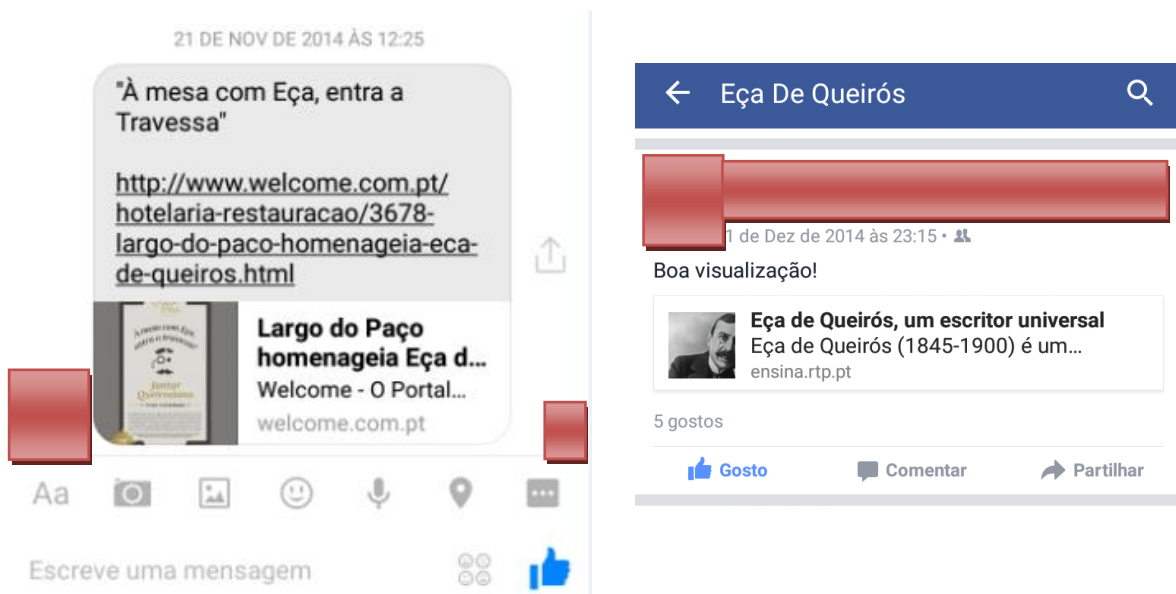 21 DE NOV DE 2014 ÀS 12:25
"À mesa com Eça, entra a
Travessa"
http://www.welcome.com.pt/
hotelaria-restauracao/3678-
largo-do-paco-homenageia-eca-
de-queiros.html
Largo do Paço
homenageia Eça d...
Welcome - O Portal...
welcome.com.pt
Aa
Escreve uma mensagem
Eça De Queirós
1 de Dez de 2014 às 23:15 •
Boa visualização!
Eça de Queirós, um escritor universal
Eça de Queirós (1845-1900) é um...
ensina.rtp.pt
5 gostos
Gosto
Comentar
Partilhar